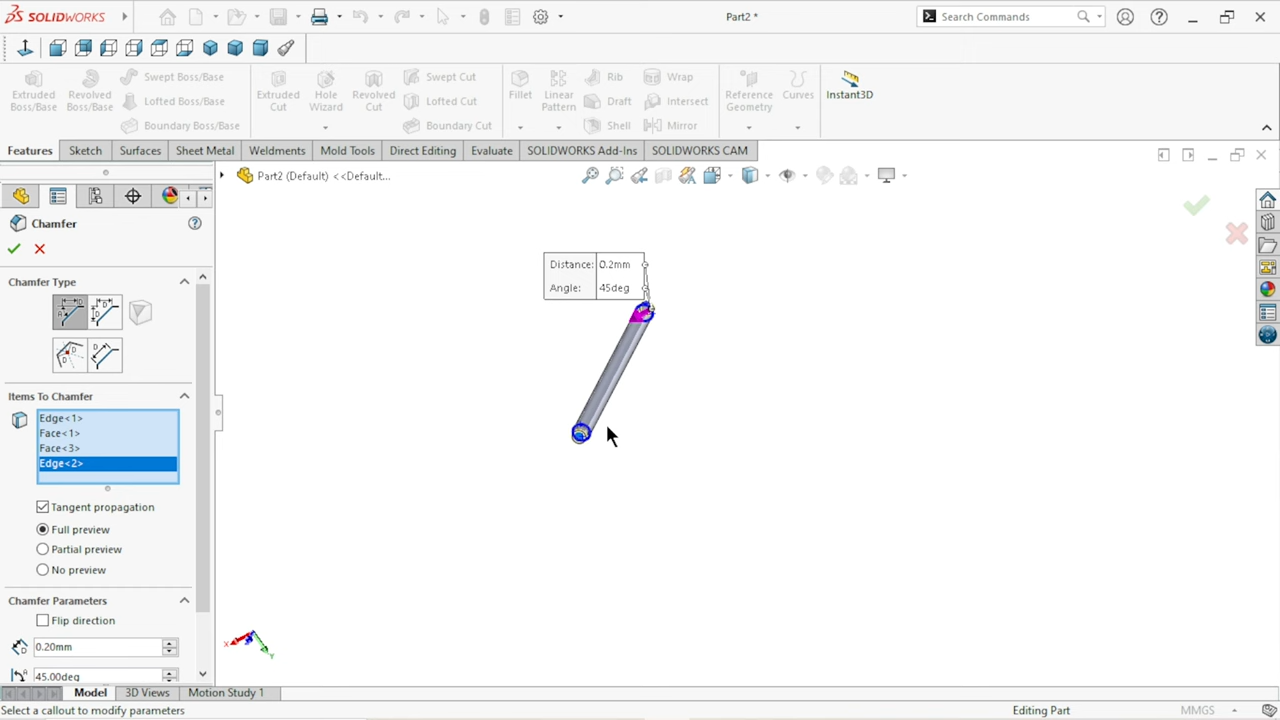 SOLIDWORKS
Part2 *
Search Commands
Extruded Boss/Base
Revolved Boss/Base
Swept Boss/Base
Lofted Boss/Base
Boundary Boss/Base
Extruded Cut
Hole Wizard
Revolved Cut
Swept Cut
Lofted Cut
Boundary Cut
Fillet
Linear Pattern
Rib
Draft
Shell
Wrap
Intersect
Mirror
Reference Geometry
Curves
Instant3D
Features Sketch Surfaces Sheet Metal Weldments Mold Tools Direct Editing Evaluate SOLIDWORKS Add-Ins SOLIDWORKS CAM
Part2 (Default) <<Default...
Chamfer
Chamfer Type
Items To Chamfer
Edge<1>
Face<1>
Face<3>
Edge<2>
Tangent propagation
Full preview
Partial preview
No preview
Chamfer Parameters
Flip direction
0.20mm
45.00deg
Distance: 0.2mm
Angle: 45deg
X
Y
Model 3D Views Motion Study 1
Select a callout to modify parameters
Editing Part
MMGS